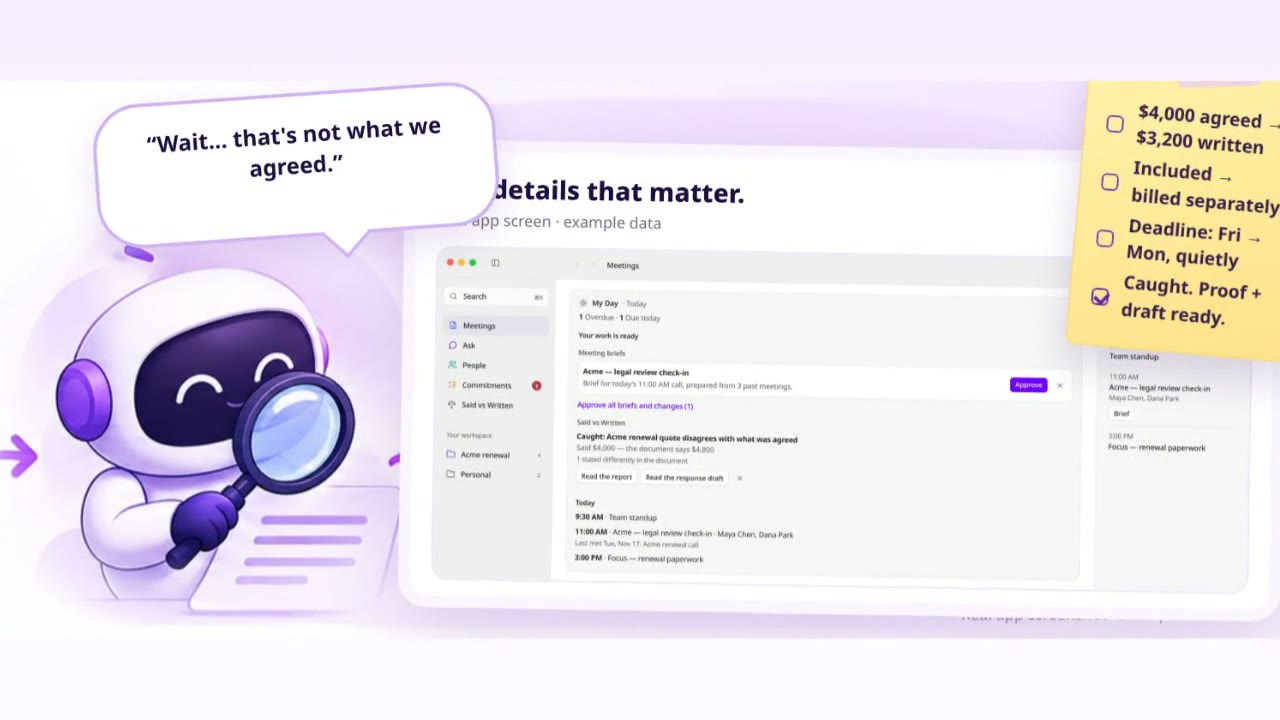 “Wait... that's not what we
agreed.”
details that matter.
app screen · example data
$4,000 agreed →
$3,200 written
Included →
billed separately
Deadline: Fri →
Mon, quietly
Caught. Proof +
draft ready.
Meetings
Search ⌘K
Meetings
Ask
People
Commitments 1
Said vs Written
Your workspace
Acme renewal 4
Personal 2
My Day · Today
1 Overdue · 1 Due today
Your work is ready
Meeting briefs
Acme — legal review check-in
Brief for today's 11:00 AM call, prepared from 3 past meetings.
Approve ×
Approve all briefs and changes (1)
Said vs Written
Caught: Acme renewal quote disagrees with what was agreed
Said $4,000 — the document says $4,800
1 stated differently in the document
Read the report Read the response draft ×
Today
9:30 AM · Team standup
11:00 AM · Acme — legal review check-in · Maya Chen, Dana Park
Last met Tue, Nov 17: Acme renewal call
3:00 PM · Focus — renewal paperwork
Team standup
11:00 AM
Acme — legal review check-in
Maya Chen, Dana Park
Brief
3:00 PM
Focus — renewal paperwork